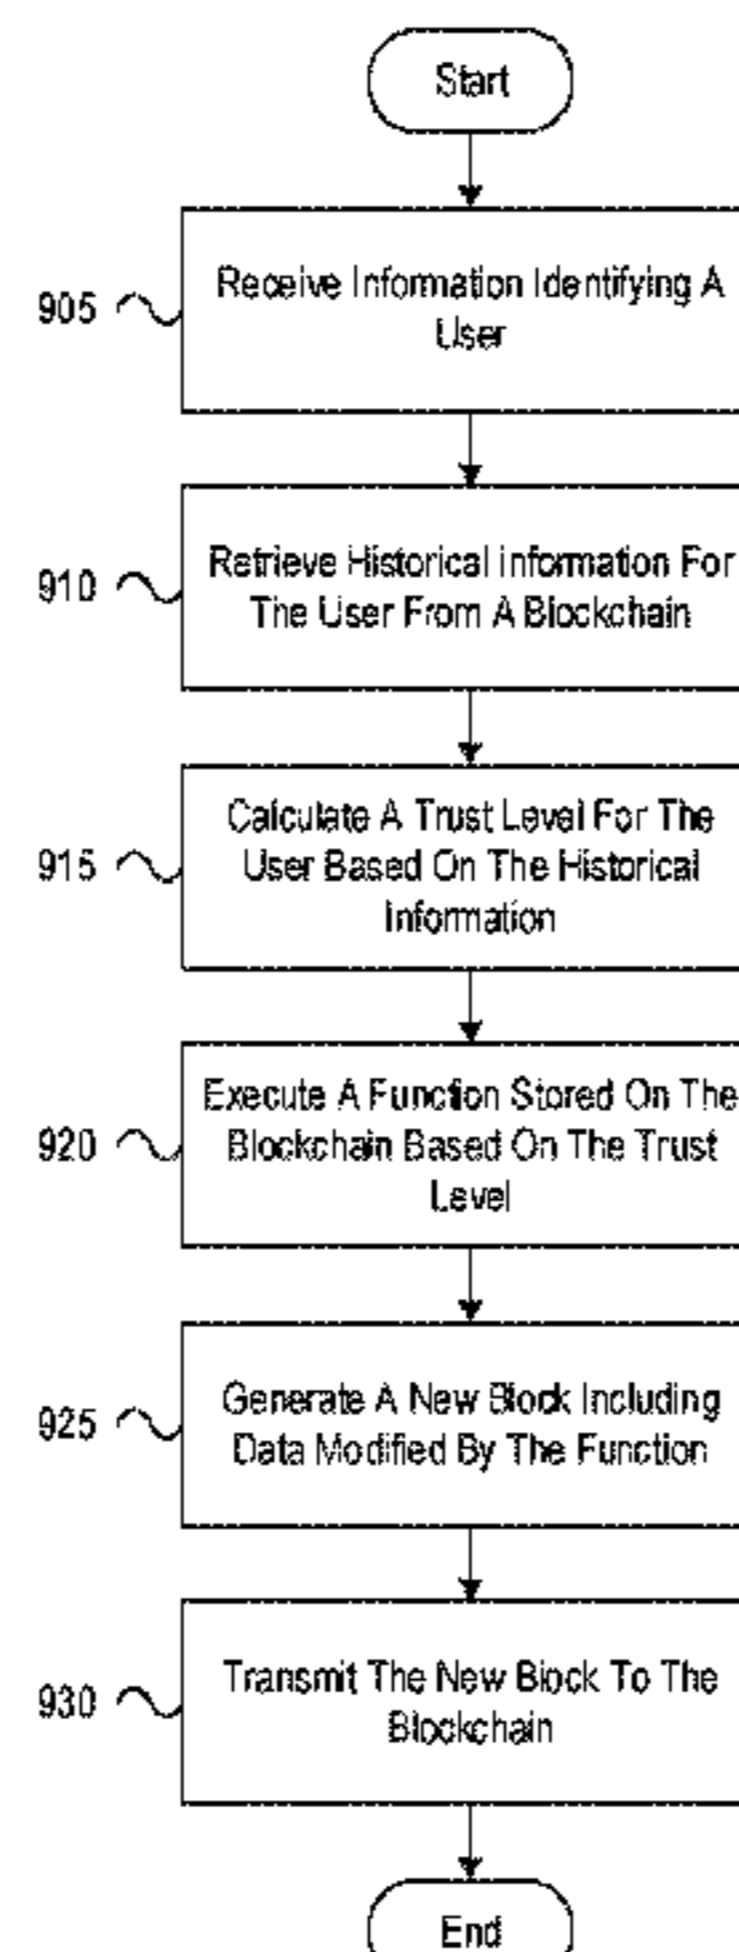 Start
905
Receive Information Identifying A
User
910
Retrieve Historical information For
The User From A Blockchain
915
Calculate A Trust Level For The
User Based On The Historical
Information
920
Execute A Function Stored On The
Blockchain Based On The Trust
Level
925
Generate A New Block Including
Data Modified By The Function
930
Transmit The New Block To The
Blockchain
End